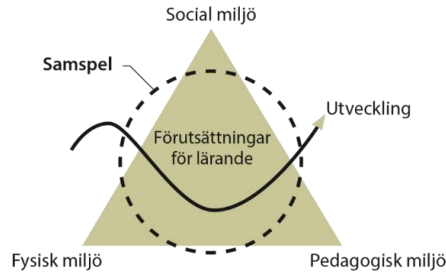 Social miljö
Samspel
Utveckling
Förutsättningar
för lärande
Fysisk miljö
Pedagogisk miljö